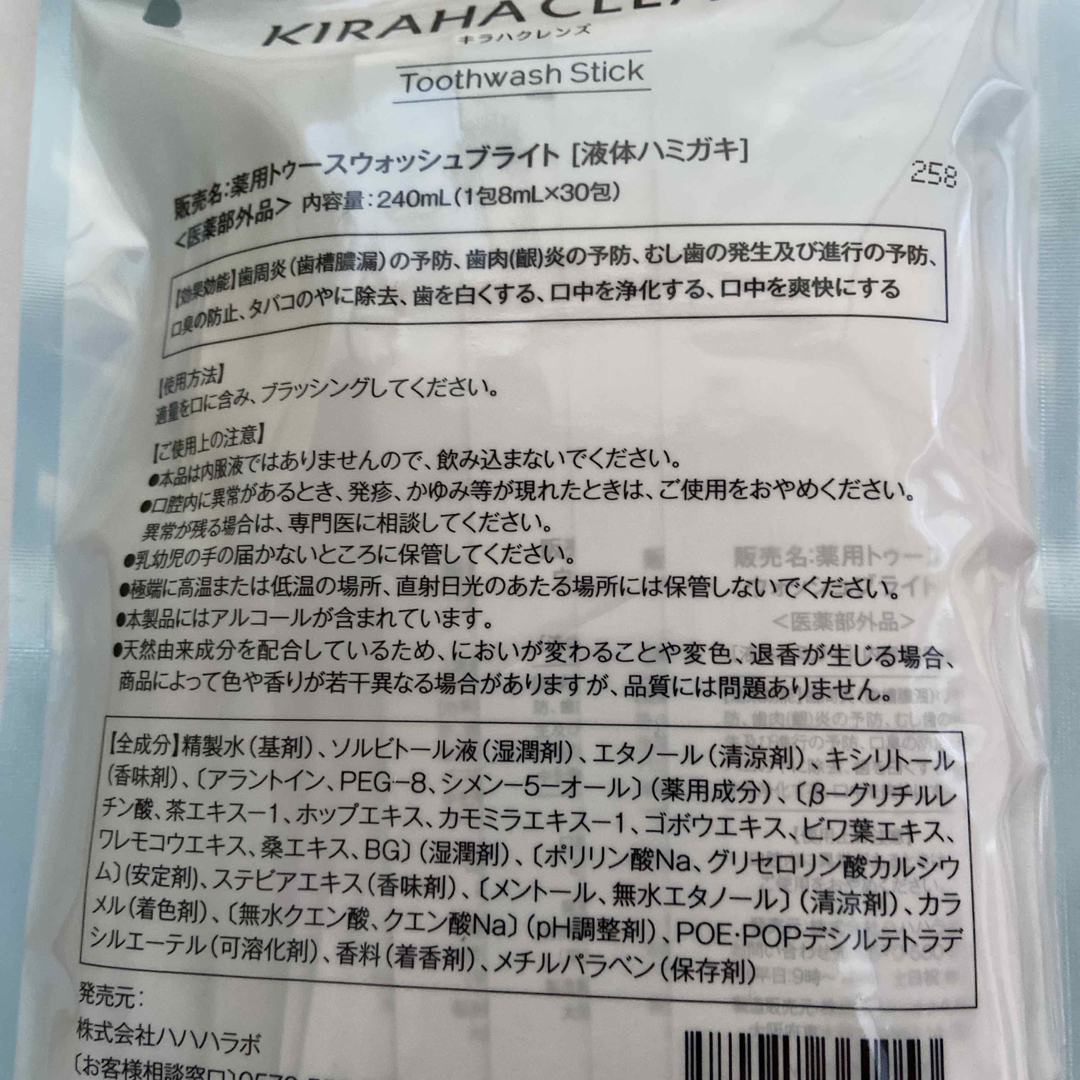 KIRAHA CLEA
キラハクレンズ
Toothwash Stick
258
販売名:薬用トゥースウォッシュブライト [液体ハミガキ]
<医薬部外品> 内容量:240mL(1包8mL×30包)
【効果効能】歯周炎(歯槽膿漏)の予防、歯肉(齦)炎の予防、むし歯の発生及び進行の予防、
口臭の防止、タバコのやに除去、歯を白くする、口中を浄化する、口中を爽快にする
【使用方法】
適量を口に含み、ブラッシングしてください。
【ご使用上の注意】
●本品は内服液ではありませんので、飲み込まないでください。
●口腔内に異常があるとき、発疹、かゆみ等が現れたときは、ご使用をおやめください。
異常が残る場合は、専門医に相談してください。
●乳幼児の手の届かないところに保管してください。
●極端に高温または低温の場所、直射日光のあたる場所には保管しないでください。
●本製品にはアルコールが含まれています。
●天然由来成分を配合しているため、においが変わることや変色、退香が生じる場合、
商品によって色や香りが若干異なる場合がありますが、品質には問題ありません。
販売名:薬用トゥー
<医薬部外品>
【全成分】精製水(基剤)、ソルビトール液(湿潤剤)、エタノール(清涼剤)、キシリトール
(香味剤)、〔アラントイン、PEG-8、シメン-5-オール〕(薬用成分)、〔β-グリチルレ
チン酸、茶エキス-1、ホップエキス、カモミラエキス-1、ゴボウエキス、ビワ葉エキス、
ワレモコウエキス、桑エキス、BG〕(湿潤剤)、〔ポリリン酸Na、グリセロリン酸カルシウ
ム〕(安定剤)、ステビアエキス(香味剤)、〔メントール、無水エタノール〕(清涼剤)、カラ
メル(着色剤)、〔無水クエン酸、クエン酸Na〕(pH調整剤)、POE・POPデシルテトラデ
シルエーテル(可溶化剤)、香料(着香剤)、メチルパラベン(保存剤)
発売元:
株式会社ハハハラボ
〔お客様相談窓口〕0570-